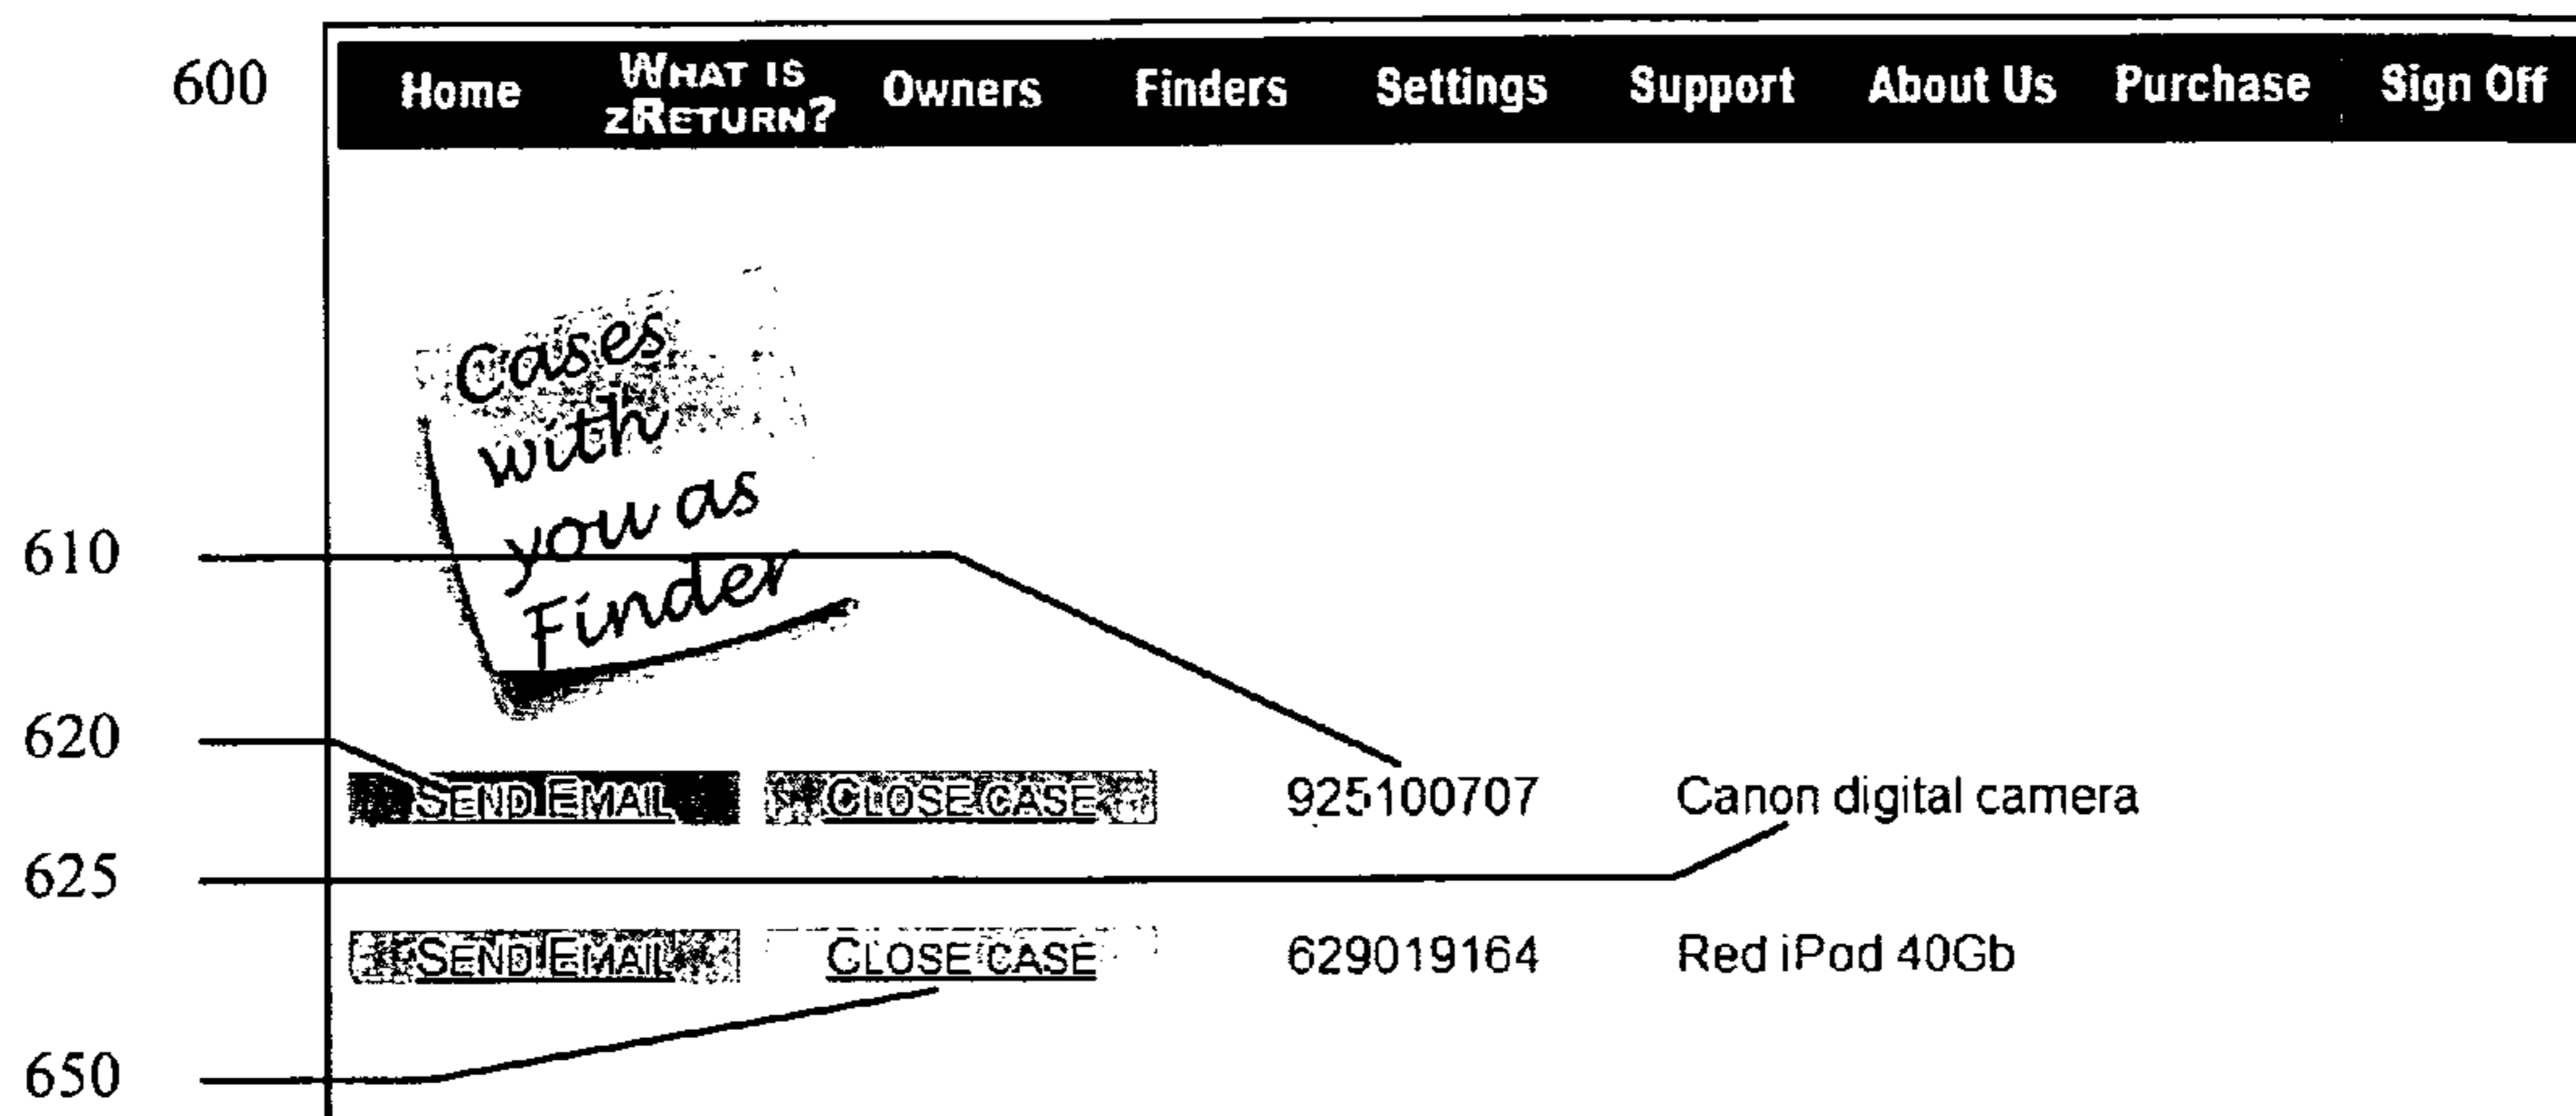 600
Home WHAT IS ZRETURN? Owners Finders Settings Support About Us Purchase Sign Off
Cases
with
you as
Finder
610
620
SEND EMAIL CLOSE CASE 925100707 Canon digital camera
625
SEND EMAIL CLOSE CASE 629019164 Red iPod 40Gb
650